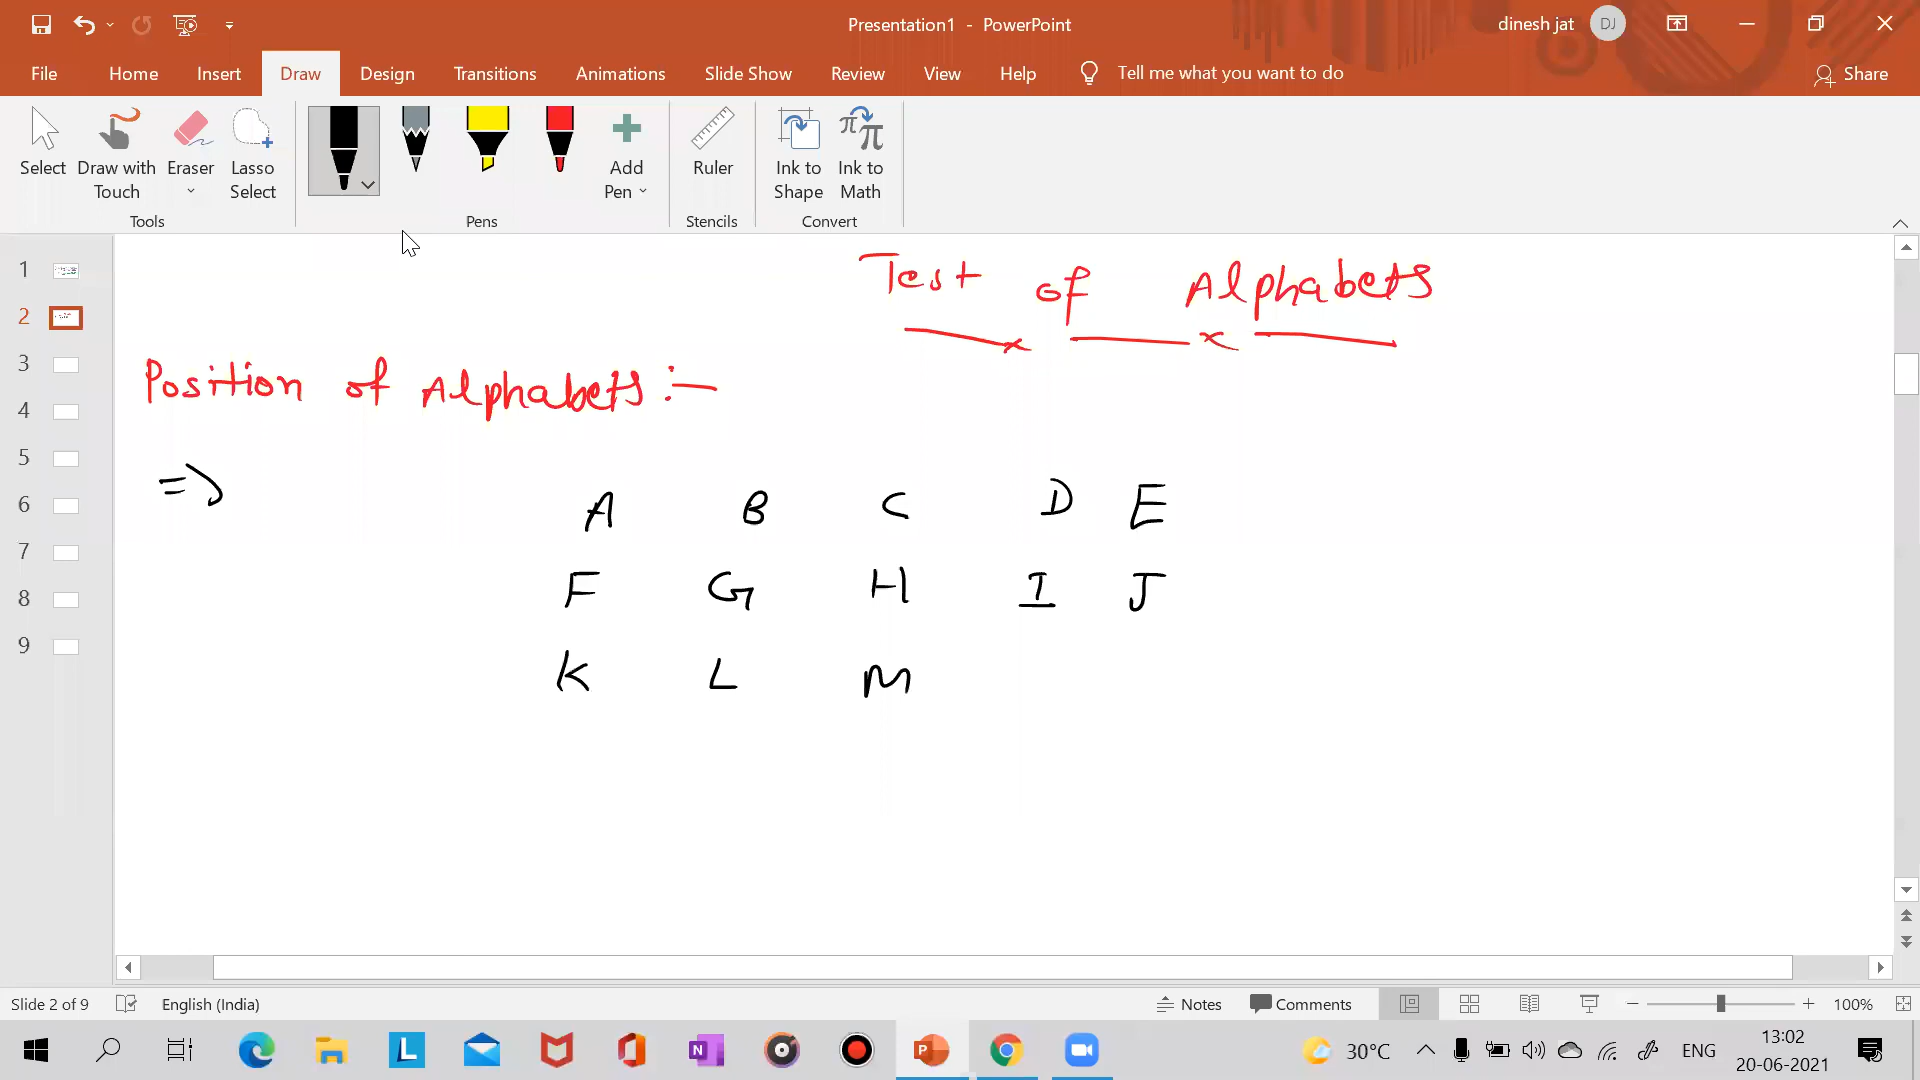 Presentation1 - PowerPoint
dinesh jat DJ
File Home Insert Draw Design Transitions Animations Slide Show Review View Help Tell me what you want to do Share
Select Draw with Touch Eraser Lasso Select Add Pen Ruler Ink to Shape Ink to Math
Tools Pens Stencils Convert
1
2
3
4
5
6
7
8
9
Test of Alphabets
Position of Alphabets :-
=>
A B C D E
F G H I J
K L M
Slide 2 of 9 English (India) Notes Comments 100%
30°C ENG 13:02
20-06-2021